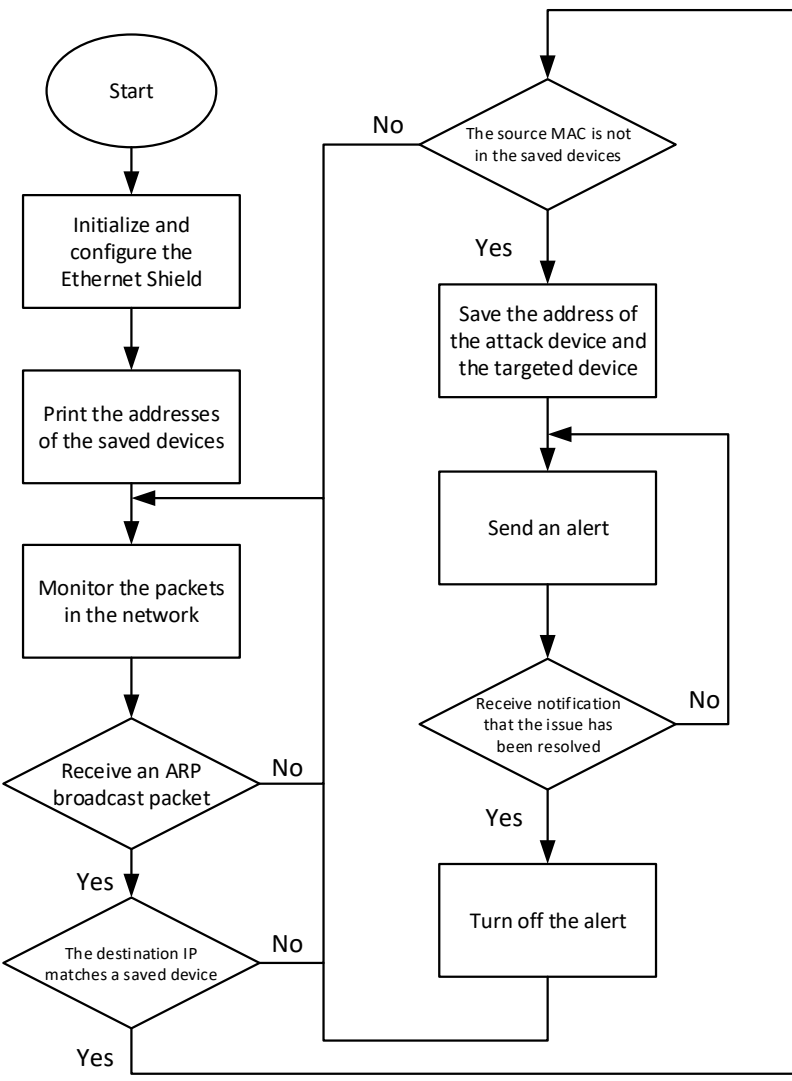 Start
Initialize and
configure the
Ethernet Shield
Print the addresses
of the saved devices
Monitor the packets
in the network
Receive an ARP
broadcast packet
No
Yes
The destination IP
matches a saved device
No
Yes
The source MAC is not
in the saved devices
No
Yes
Save the address of
the attack device and
the targeted device
Send an alert
Receive notification
that the issue has
been resolved
No
Yes
Turn off the alert